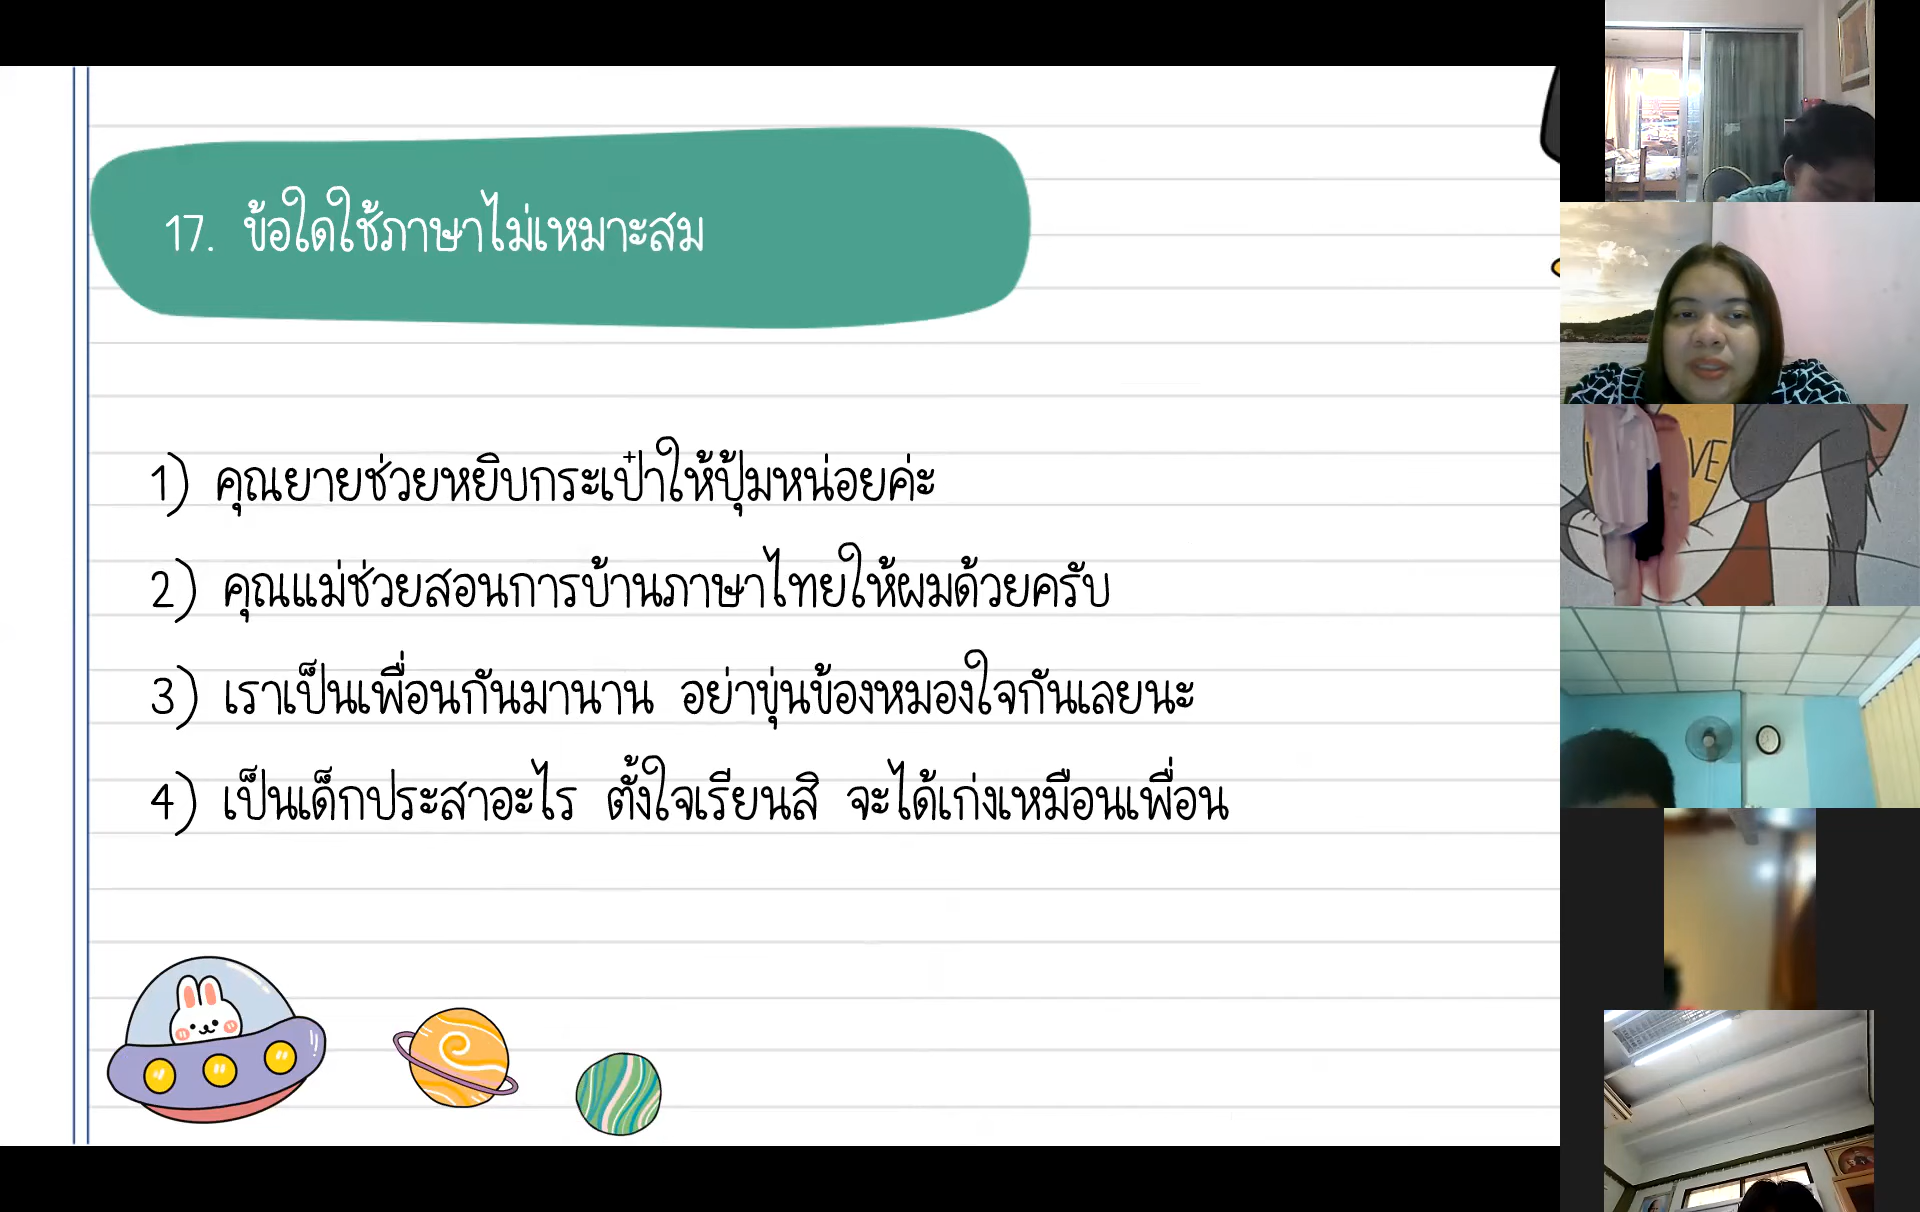 17. ข้อใดใช้ภาษาไม่เหมาะสม
1) คุณยายช่วยหยิบกระเป๋าให้ปุ้มหน่อยค่ะ
2) คุณแม่ช่วยสอนการบ้านภาษาไทยให้ผมด้วยครับ
3) เราเป็นเพื่อนกันมานาน อย่าขุ่นข้องหมองใจกันเลยนะ
4) เป็นเด็กประสาอะไร ตั้งใจเรียนสิ จะได้เก่งเหมือนเพื่อน
VE